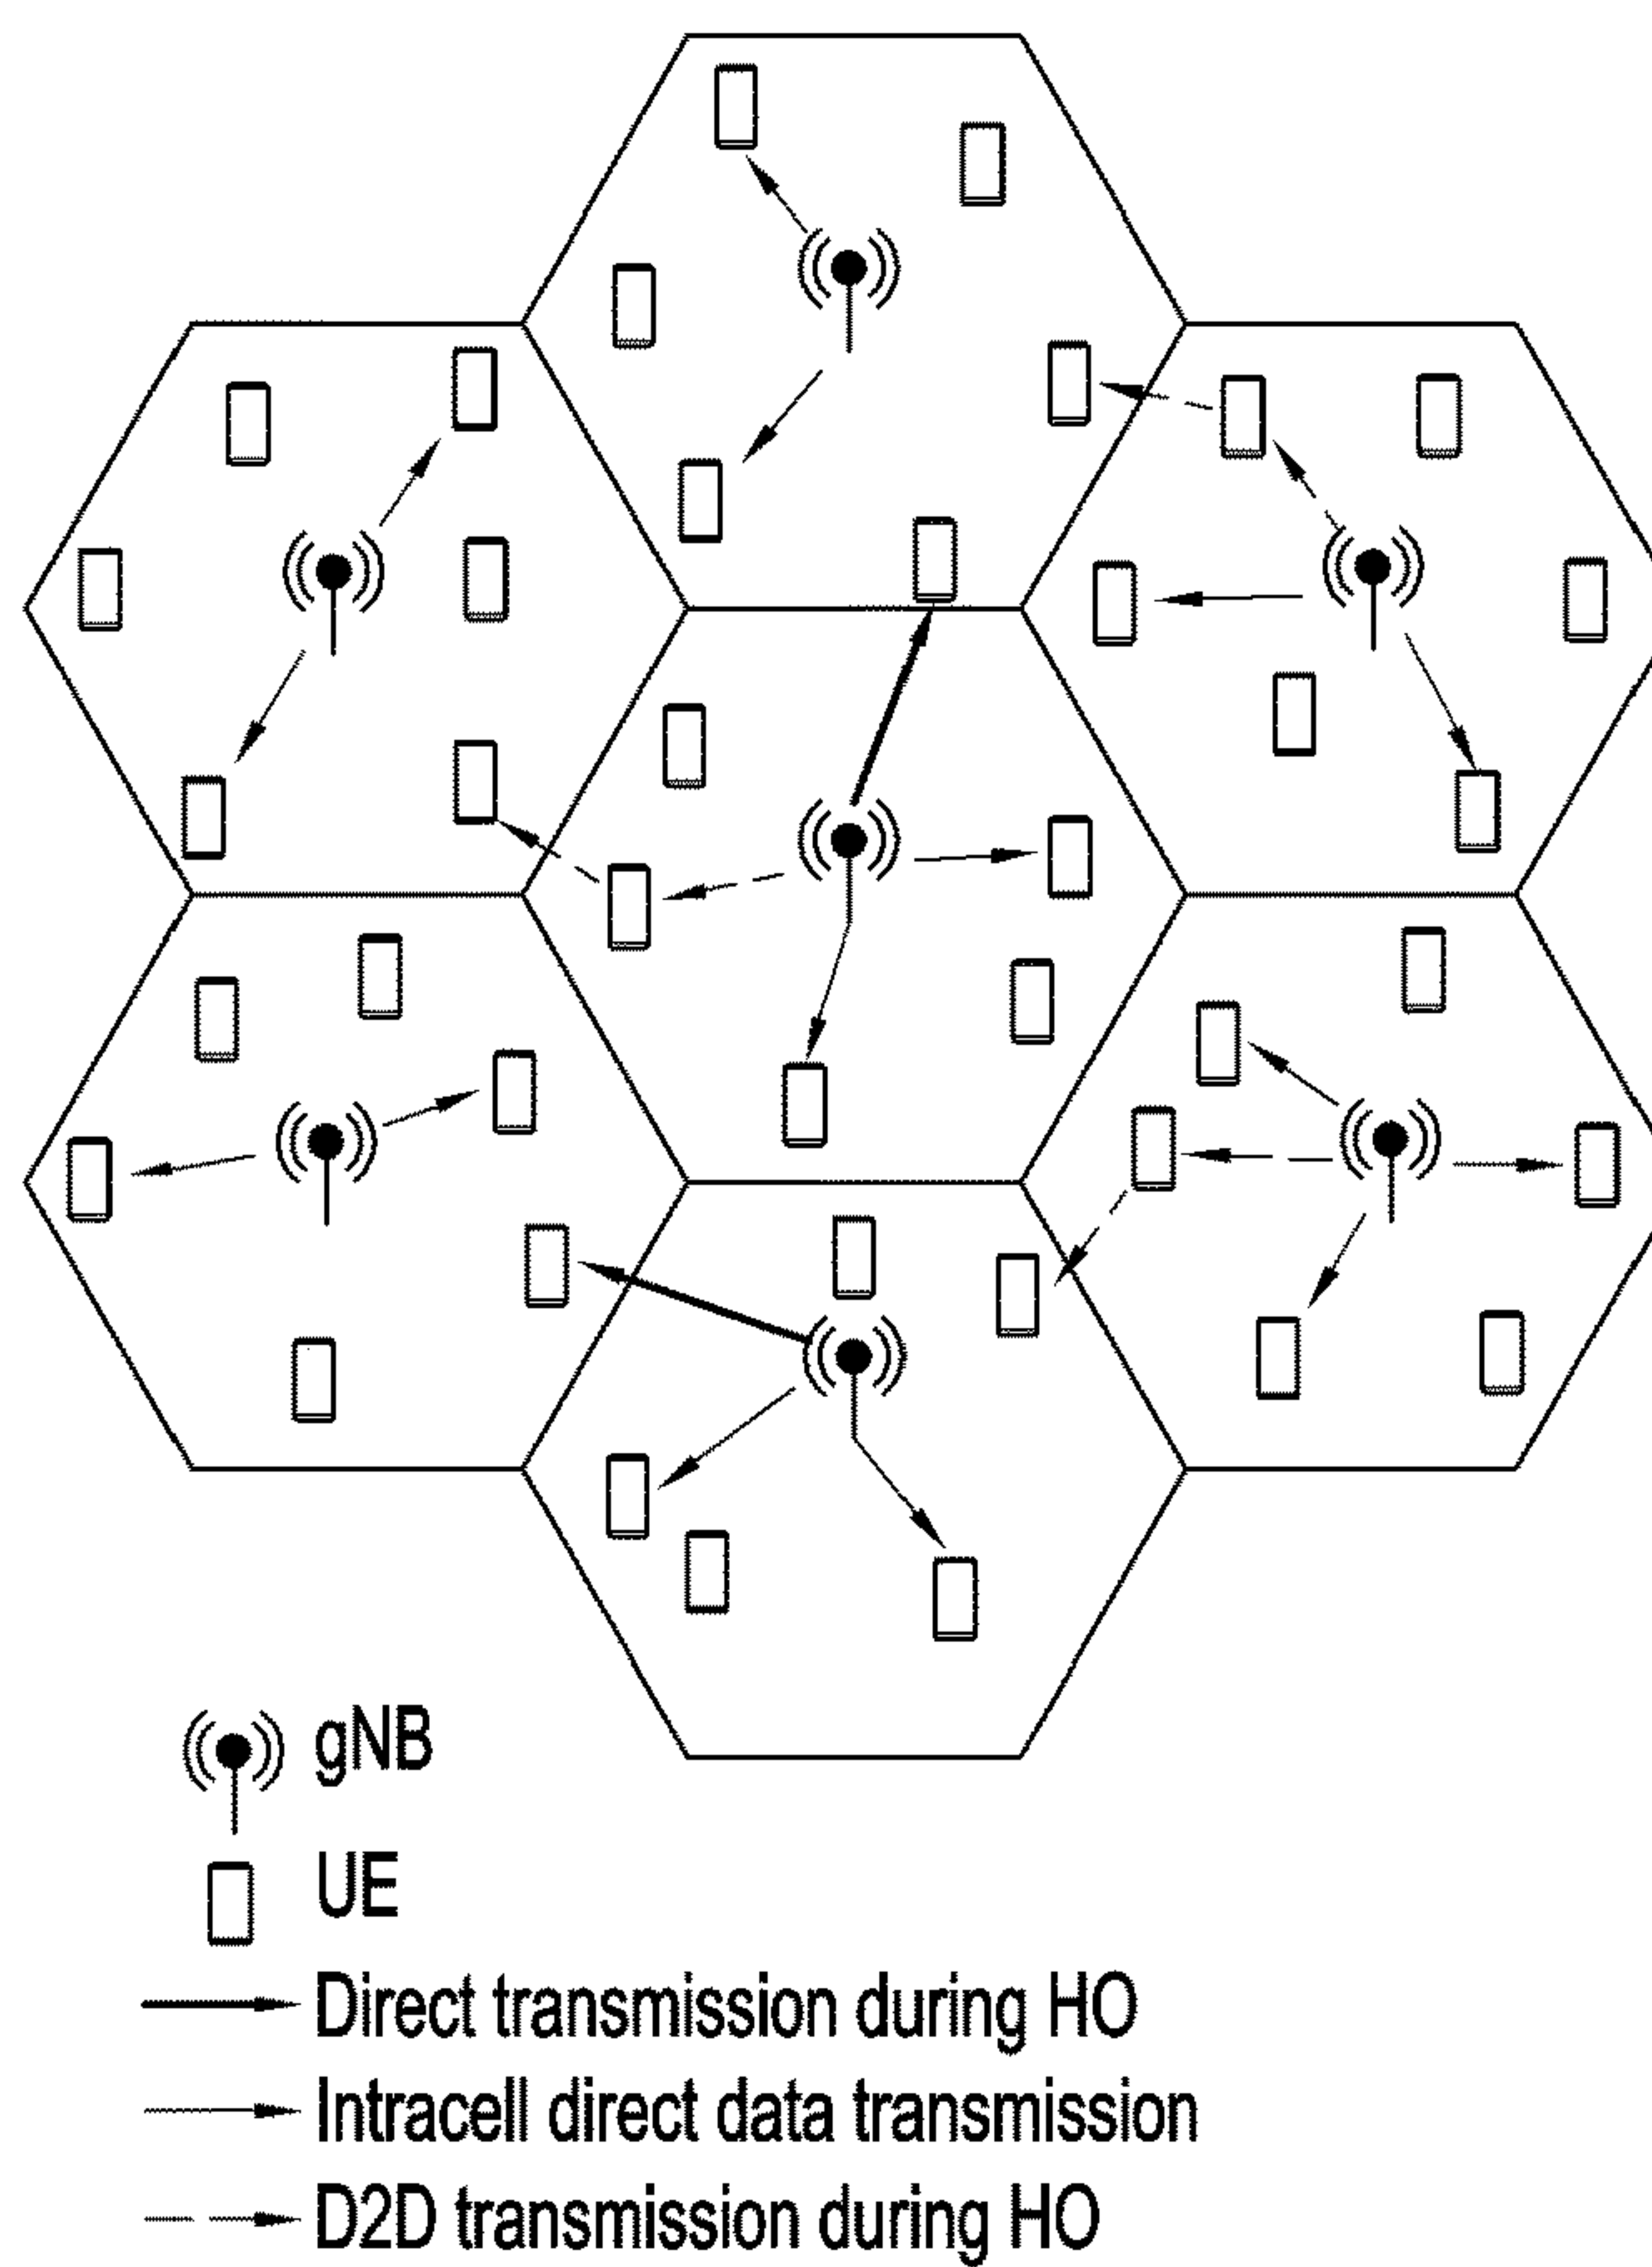 gNB
UE
Direct transmission during HO
Intracell direct data transmission
D2D transmission during HO